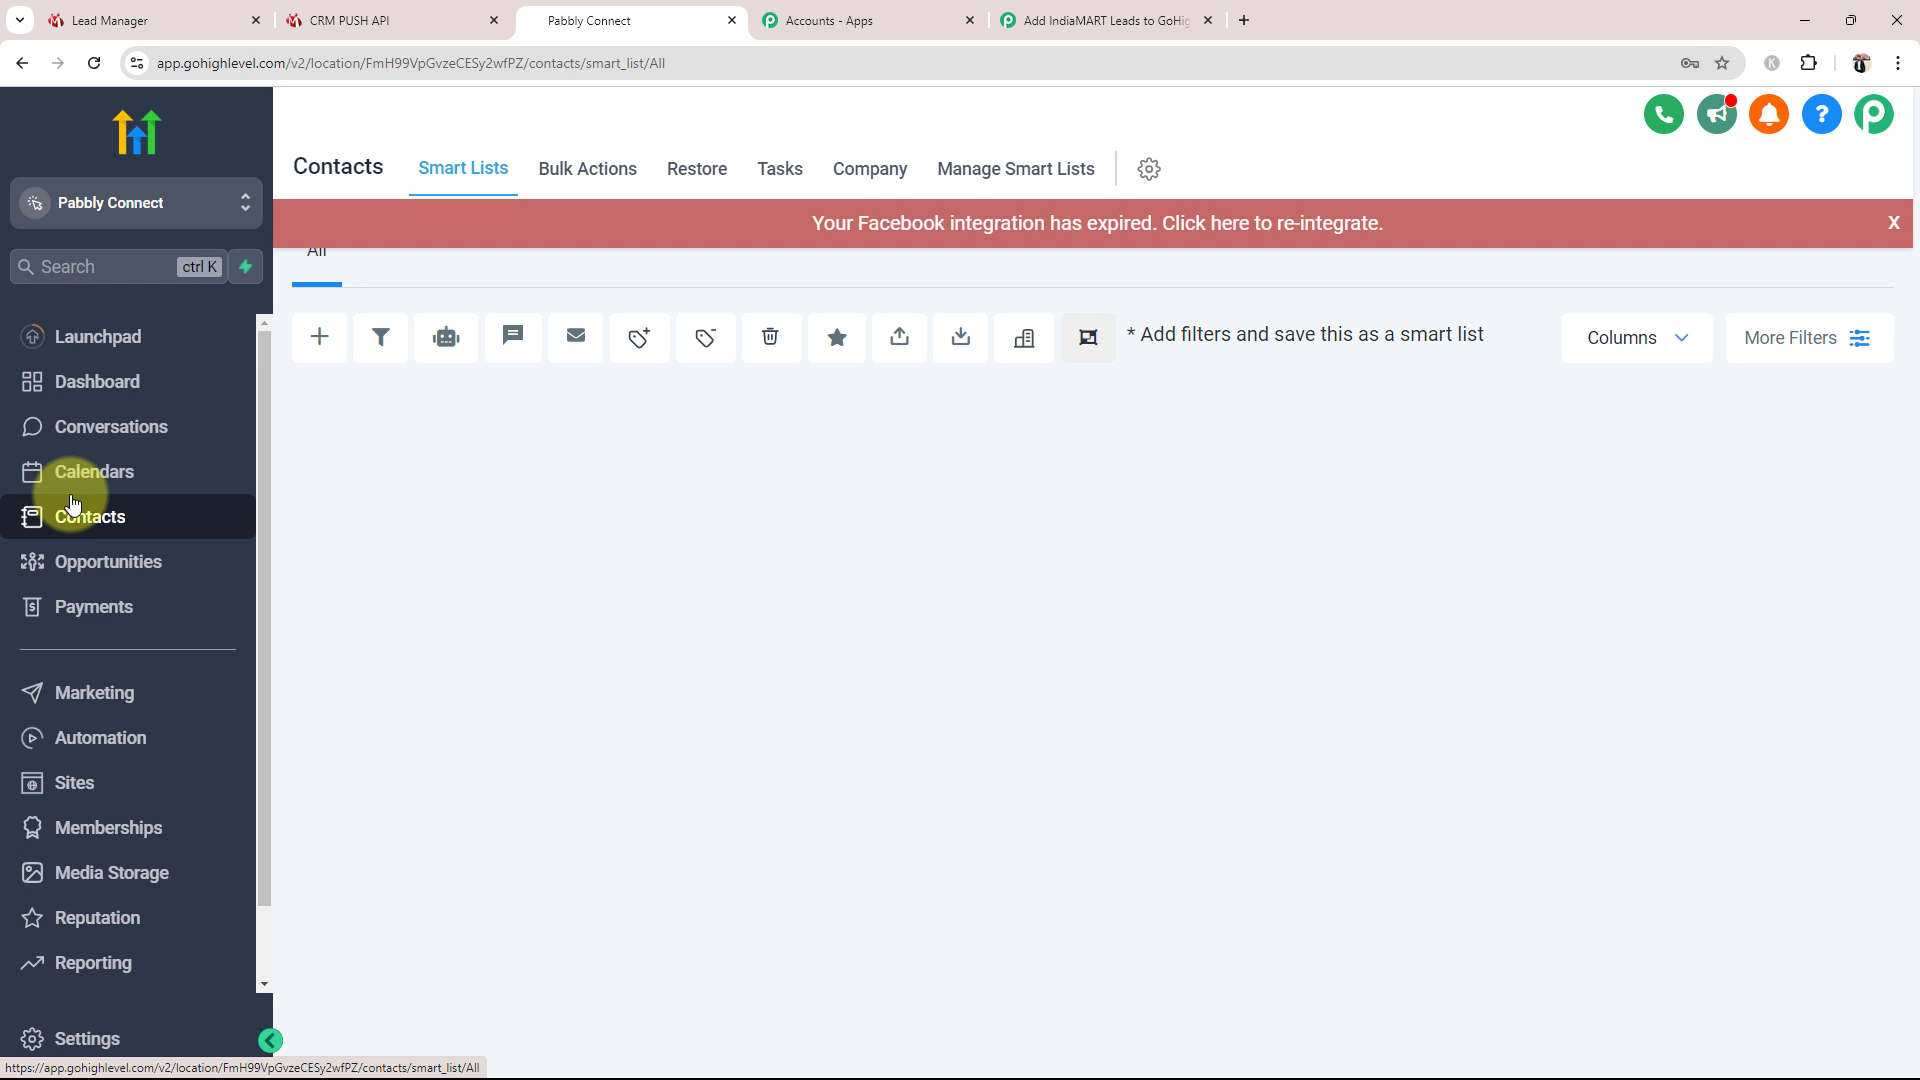 Lead Manager
CRM PUSH API
Pabbly Connect
Accounts - Apps
Add IndiaMART Leads to GoHig
app.gohighlevel.com/v2/location/FmH99VpGvzeCESy2wfPZ/contacts/smart_list/All
Pabbly Connect
Search
ctrl K
Launchpad
Dashboard
Conversations
Calendars
Contacts
Opportunities
Payments
Marketing
Automation
Sites
Memberships
Media Storage
Reputation
Reporting
Settings
Contacts
Smart Lists
Bulk Actions
Restore
Tasks
Company
Manage Smart Lists
Your Facebook integration has expired. Click here to re-integrate.
X
All
* Add filters and save this as a smart list
Columns
More Filters
https://app.gohighlevel.com/v2/location/FmH99VpGvzeCESy2wfPZ/contacts/smart_list/All